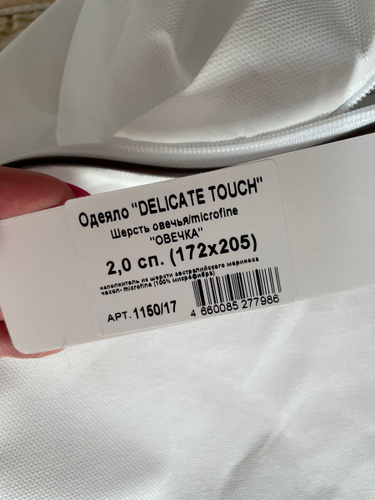 Одеяло "DELICATE TOUCH"
Шерсть овечья/microfine
"ОВЕЧКА"
2,0 сп. (172x205)
наполнитель из шерсти австралийского мериноса
чехол- microfine (100% микрофибра)
АРТ. 1150/17
4 660085 277986